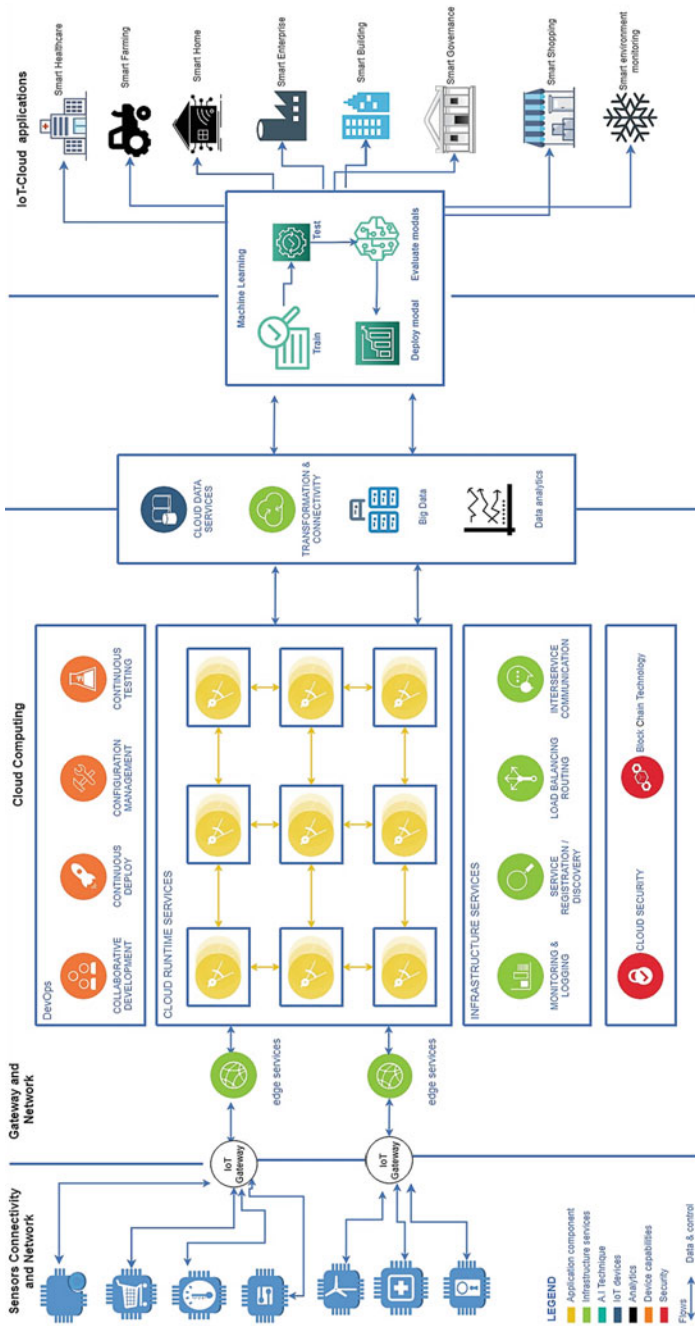 Sensors Connectivity
and Network
Gateway and
Network
Cloud Computing
IoT-Cloud applications
IoT
Gateway
IoT
Gateway
edge services
edge services
DevOps
COLLABORATIVE
DEVELOPMENT
CONTINUOUS
DEPLOY
CONFIGURATION
MANAGEMENT
CONTINUOUS
TESTING
CLOUD RUNTIME SERVICES
INFRASTRUCTURE SERVICES
MONITORING &
LOGGING
SERVICE
REGISTRATION /
DISCOVERY
LOAD BALANCING
ROUTING
INTERSERVICE
COMMUNICATION
CLOUD SECURITY
Block Chain Technology
CLOUD DATA
SERVICES
TRANSFORMATION &
CONNECTIVITY
Big Data
Data analytics
Machine Learning
Train
Test
Deploy modal
Evaluate modals
Smart Healthcare
Smart Farming
Smart Home
Smart Enterprise
Smart Building
Smart Governance
Smart Shopping
Smart environment
monitoring
LEGEND
Application component
Infrastructure services
A.I Technique
IoT devices
Analytics
Device capabilities
Security
Flows
Data & control